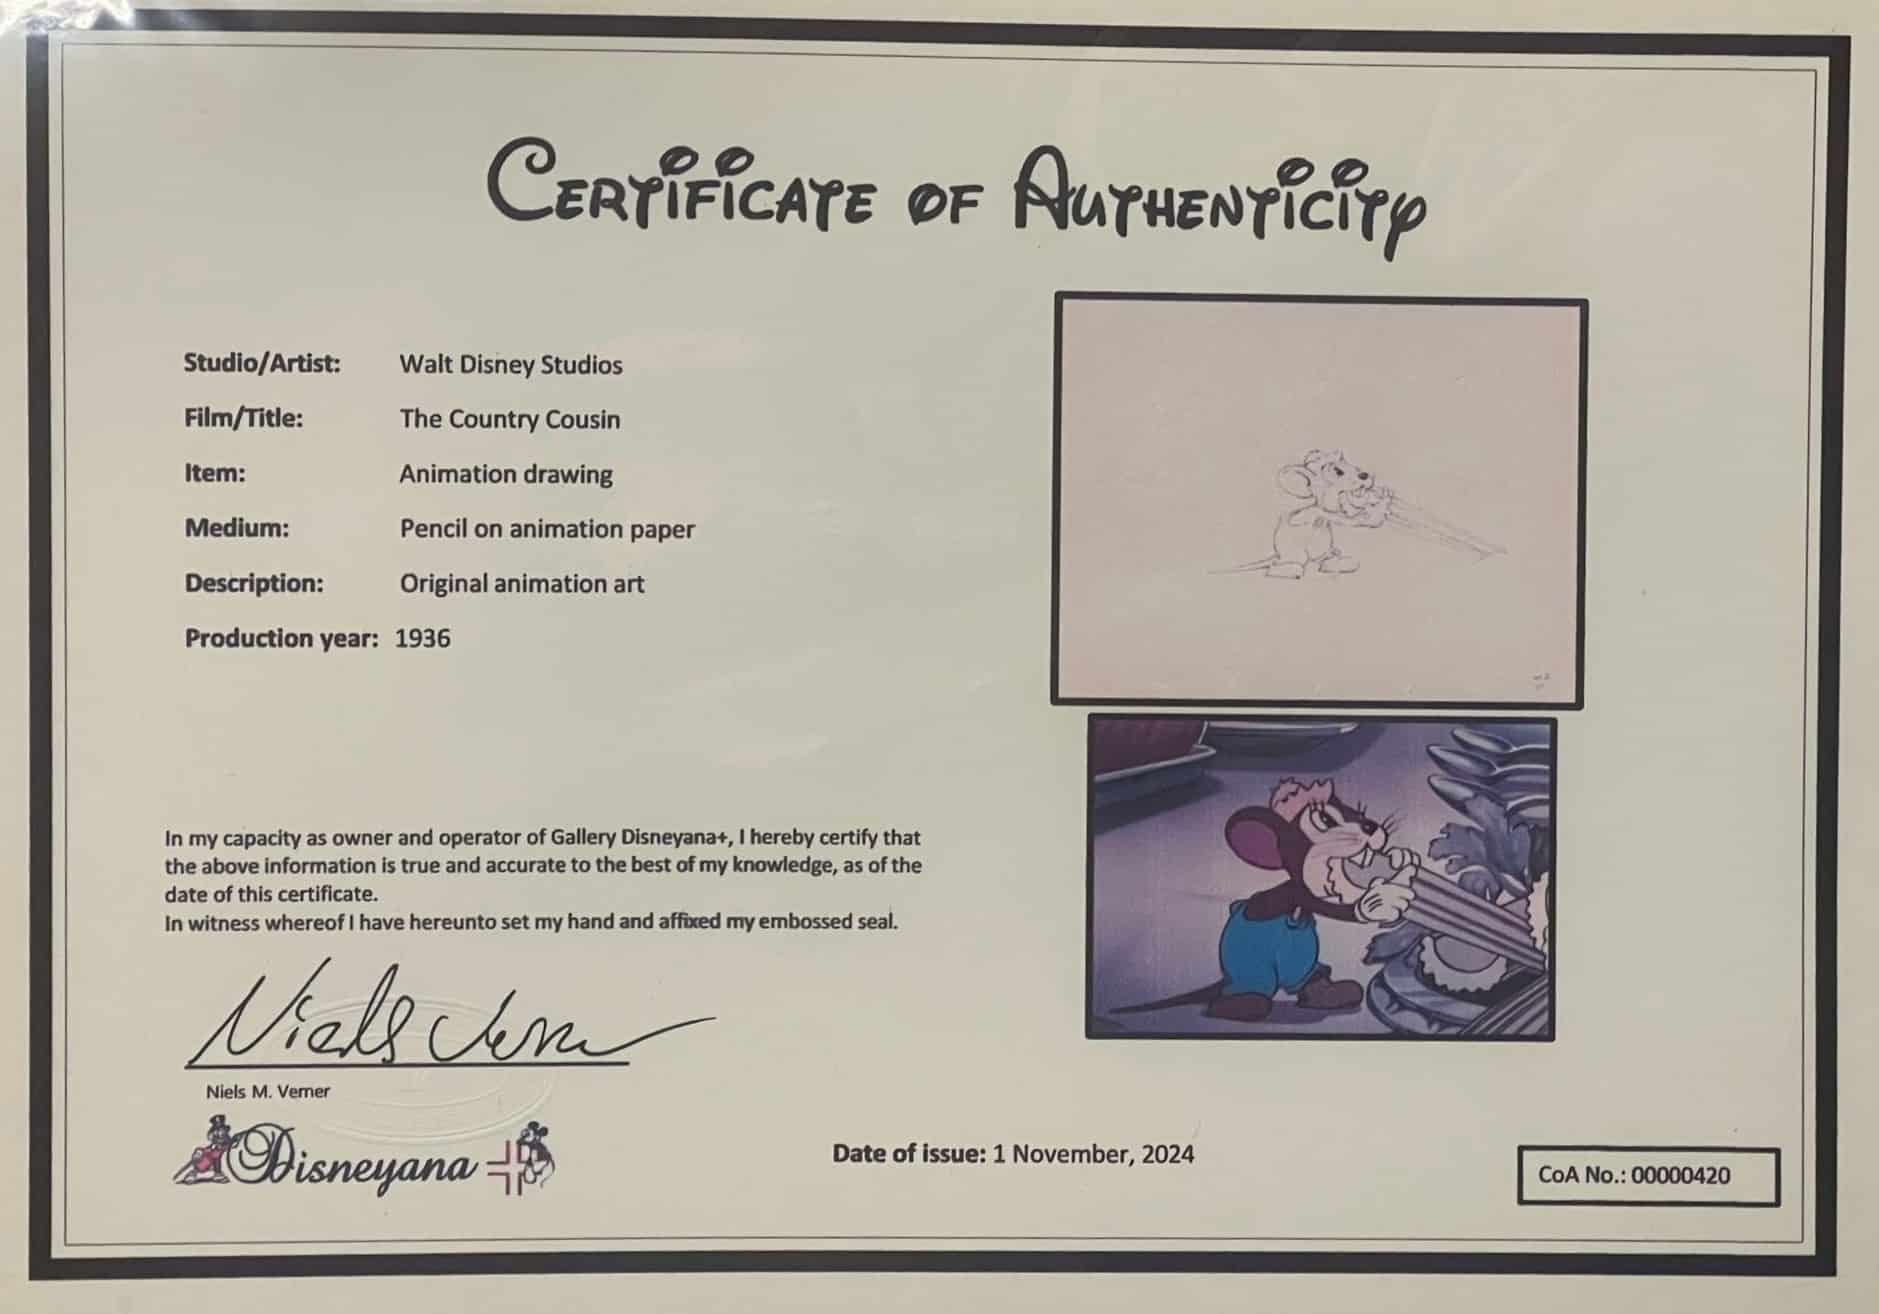 Certificate of Authenticity
Studio/Artist: Walt Disney Studios
Film/Title: The Country Cousin
Item: Animation drawing
Medium: Pencil on animation paper
Description: Original animation art
Production year: 1936
In my capacity as owner and operator of Gallery Disneyana+, I hereby certify that
the above information is true and accurate to the best of my knowledge, as of the
date of this certificate.
In witness whereof I have hereunto set my hand and affixed my embossed seal.
Niels Verner
Niels M. Verner
Disneyana
Date of issue: 1 November, 2024
CoA No.: 00000420